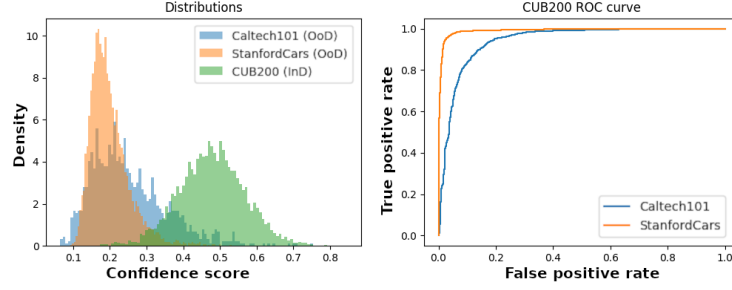 Distributions
Caltech101 (OoD)
StanfordCars (OoD)
CUB200 (InD)
Density
10
8
6
4
2
0
0.1 0.2 0.3 0.4 0.5 0.6 0.7 0.8
Confidence score
CUB200 ROC curve
True positive rate
1.0
0.8
0.6
0.4
0.2
0.0
Caltech101
StanfordCars
0.0 0.2 0.4 0.6 0.8 1.0
False positive rate